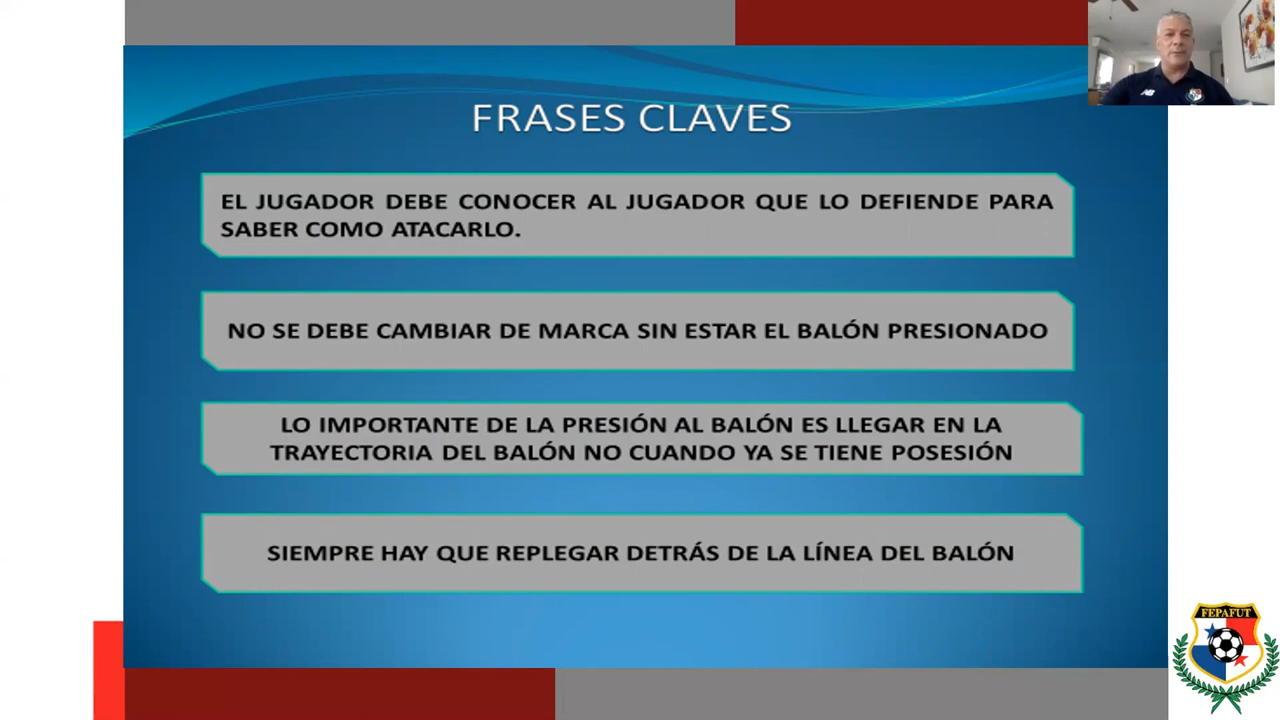 FRASES CLAVES
EL JUGADOR DEBE CONOCER AL JUGADOR QUE LO DEFIENDE PARA
SABER COMO ATACARLO.
NO SE DEBE CAMBIAR DE MARCA SIN ESTAR EL BALÓN PRESIONADO
LO IMPORTANTE DE LA PRESIÓN AL BALÓN ES LLEGAR EN LA
TRAYECTORIA DEL BALÓN NO CUANDO YA SE TIENE POSESIÓN
SIEMPRE HAY QUE REPLEGAR DETRÁS DE LA LÍNEA DEL BALÓN
FEPAFUT
NB